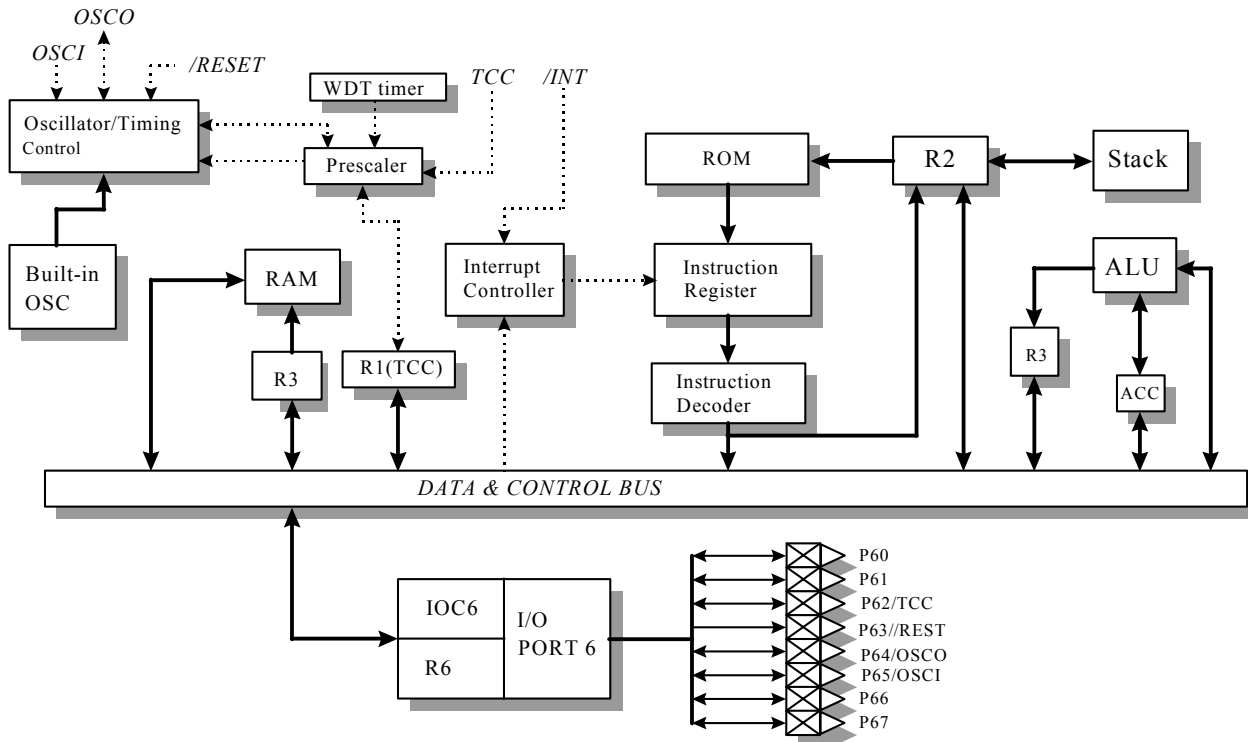 OSCO
OSCI
/RESET
WDT timer
TCC
/INT
Oscillator/Timing
Control
Prescaler
ROM
R2
Stack
Built-in
OSC
RAM
Interrupt
Controller
Instruction
Register
ALU
R3
R1(TCC)
Instruction
Decoder
R3
ACC
DATA & CONTROL BUS
IOC6
R6
I/O
PORT 6
P60
P61
P62/TCC
P63//REST
P64/OSCO
P65/OSCI
P66
P67